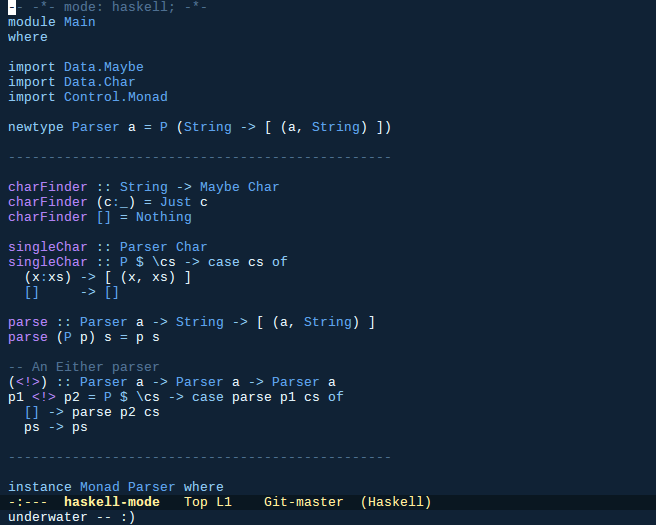 -- -*- mode: haskell; -*-
module Main
where

import Data.Maybe
import Data.Char
import Control.Monad

newtype Parser a = P (String -> [ (a, String) ])

------------------------------------------------

charFinder :: String -> Maybe Char
charFinder (c:_) = Just c
charFinder [] = Nothing

singleChar :: Parser Char
singleChar :: P $ \cs -> case cs of
  (x:xs) -> [ (x, xs) ]
  []     -> []

parse :: Parser a -> String -> [ (a, String) ]
parse (P p) s = p s

-- An Either parser
(<!>) :: Parser a -> Parser a -> Parser a
p1 <!> p2 = P $ \cs -> case parse p1 cs of
  [] -> parse p2 cs
  ps -> ps

------------------------------------------------

instance Monad Parser where
-:---  haskell-mode   Top L1    Git-master  (Haskell)
underwater -- :)